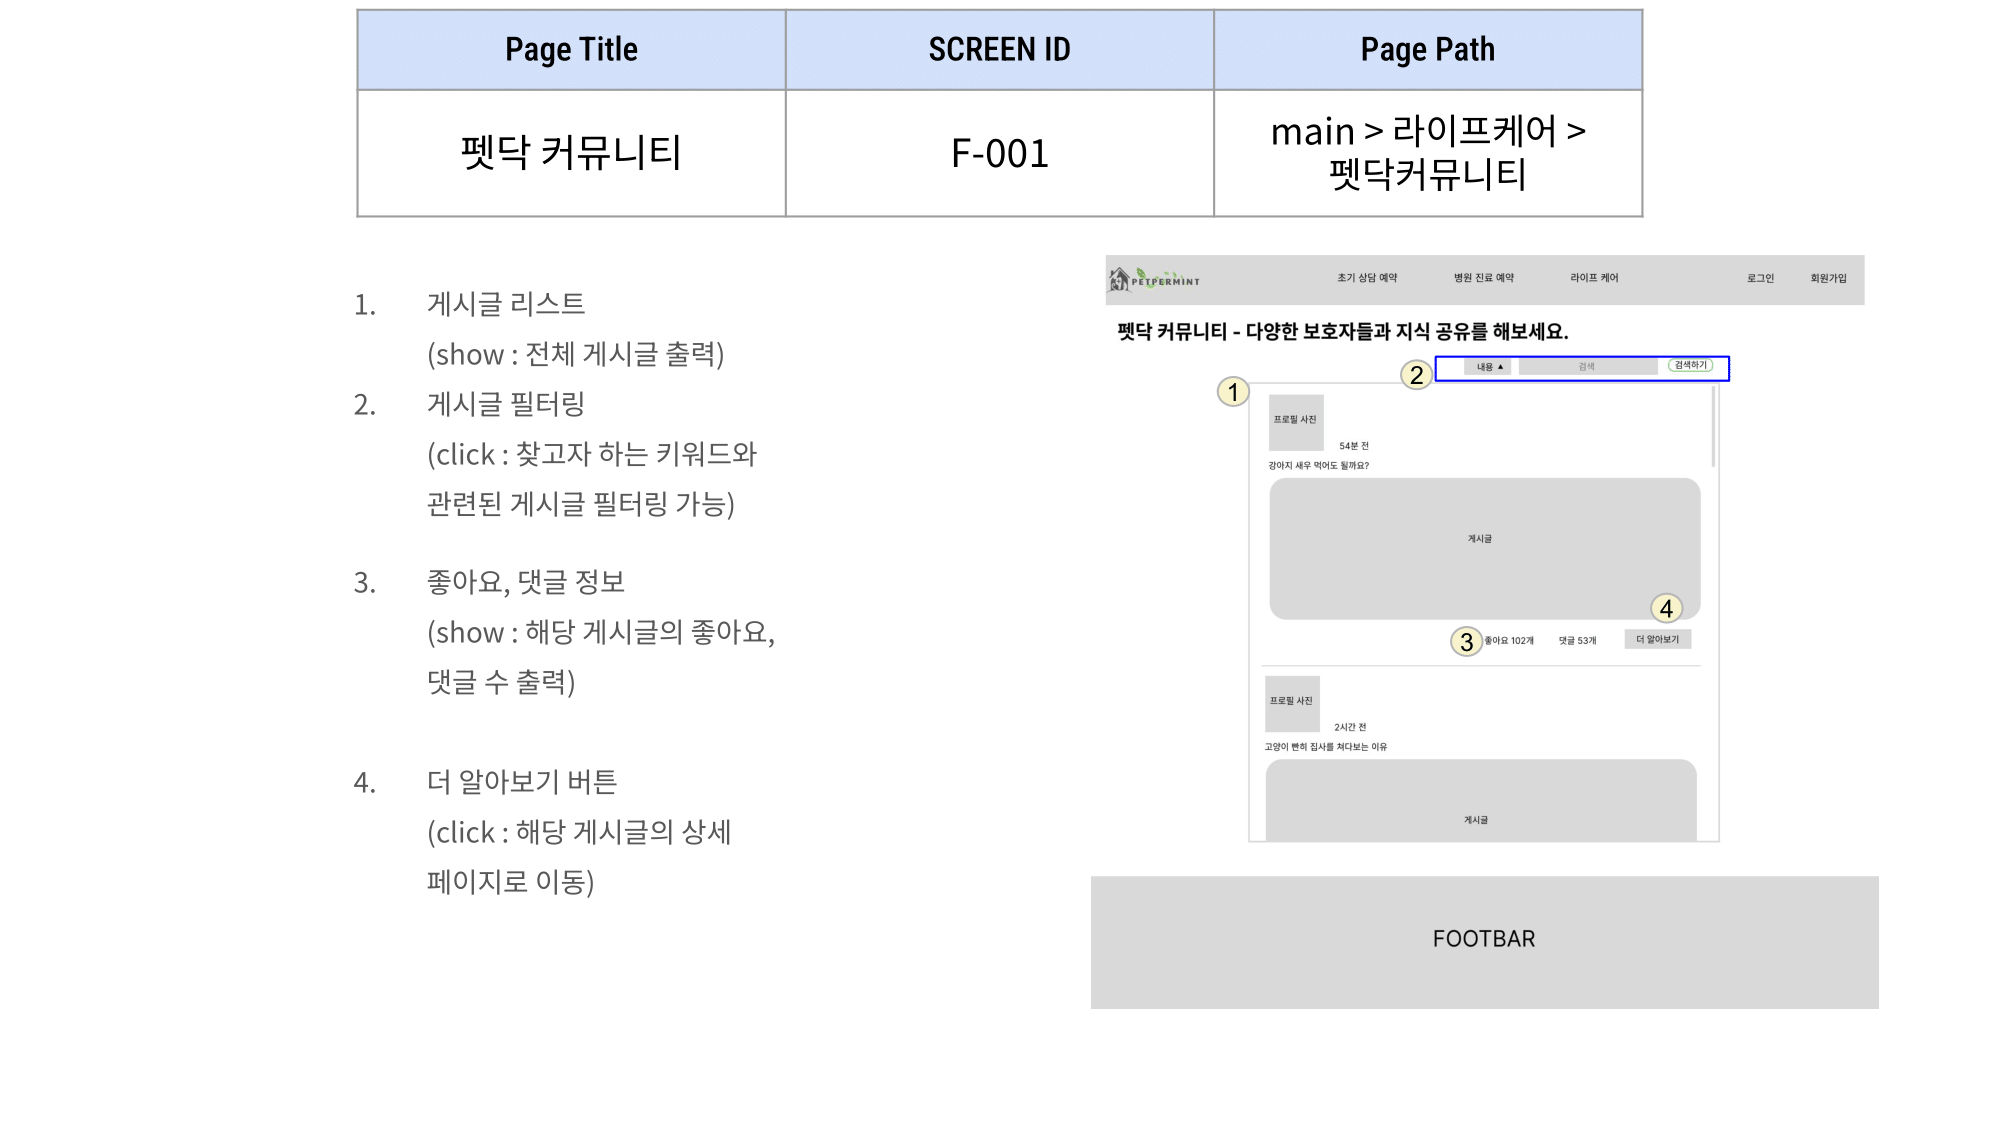 Page Title
SCREEN ID
Page Path
펫닥 커뮤니티
F-001
main > 라이프케어 >
펫닥커뮤니티
1. 게시글 리스트
(show : 전체 게시글 출력)
2. 게시글 필터링
(click : 찾고자 하는 키워드와
관련된 게시글 필터링 가능)
3. 좋아요, 댓글 정보
(show : 해당 게시글의 좋아요,
댓글 수 출력)
4. 더 알아보기 버튼
(click : 해당 게시글의 상세
페이지로 이동)
PETPERMINT
초기 상담 예약
병원 진료 예약
라이프 케어
로그인
회원가입
펫닥 커뮤니티 - 다양한 보호자들과 지식 공유를 해보세요.
2
내용 ▲
검색
검색하기
1
프로필 사진
54분 전
강아지 새우 먹어도 될까요?
게시글
4
3
좋아요 102개
댓글 53개
더 알아보기
프로필 사진
2시간 전
고양이 빤히 집사를 쳐다보는 이유
게시글
FOOTBAR